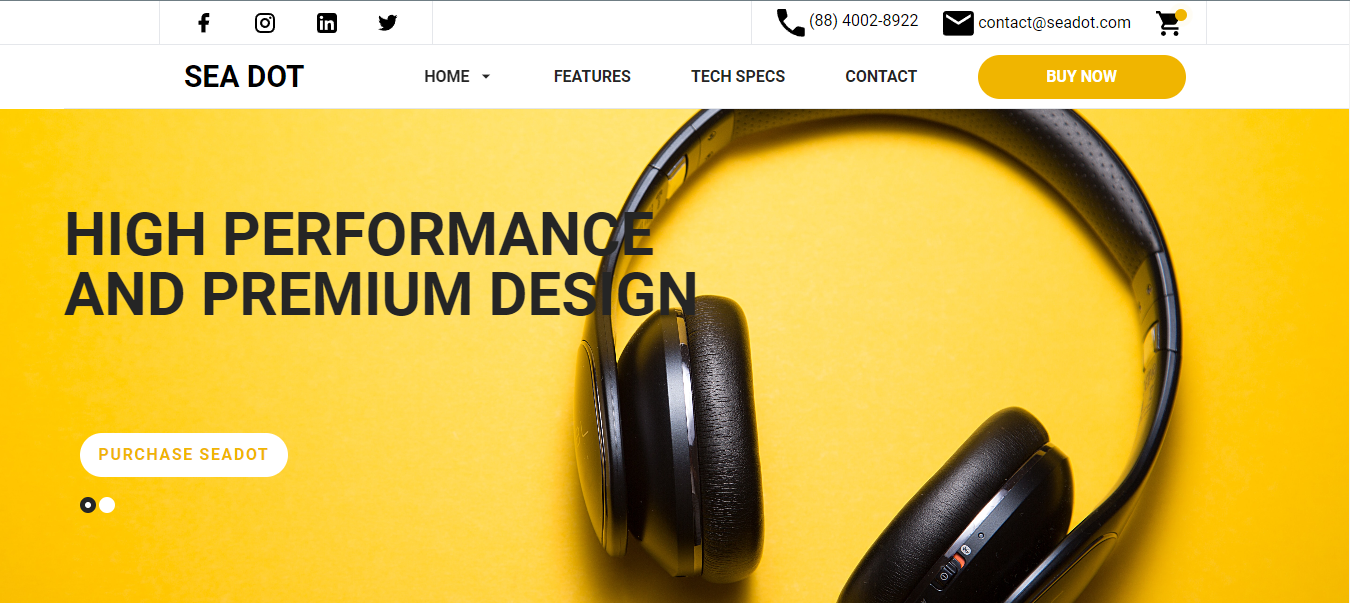 (88) 4002-8922 contact@seadot.com
SEA DOT HOME FEATURES TECH SPECS CONTACT BUY NOW
HIGH PERFORMANCE
AND PREMIUM DESIGN
PURCHASE SEADOT